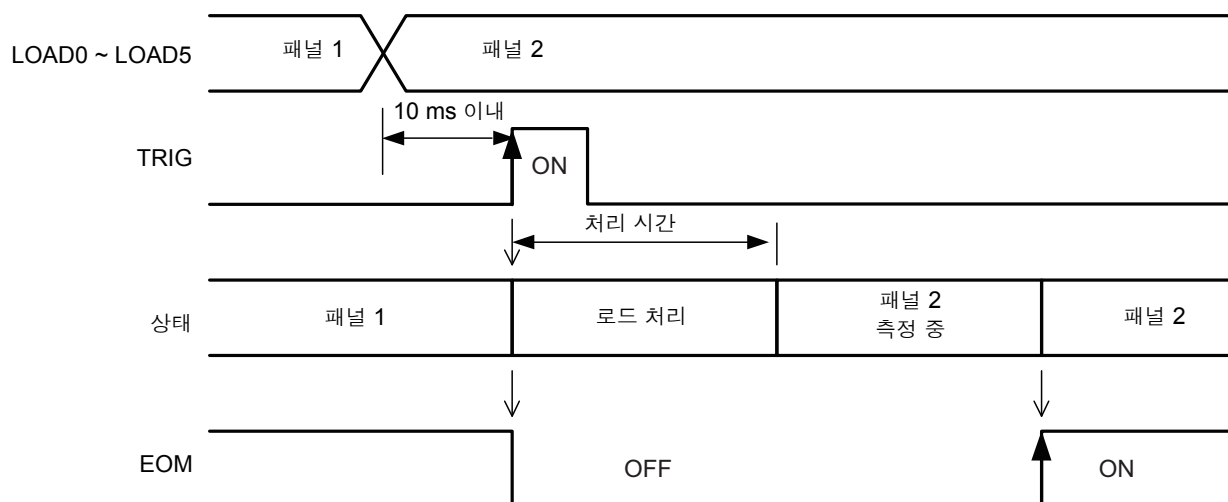 LOAD0 ~ LOAD5
패널 1
패널 2
10 ms 이내
TRIG
ON
처리 시간
상태
패널 1
로드 처리
패널 2
측정 중
패널 2
EOM
OFF
ON